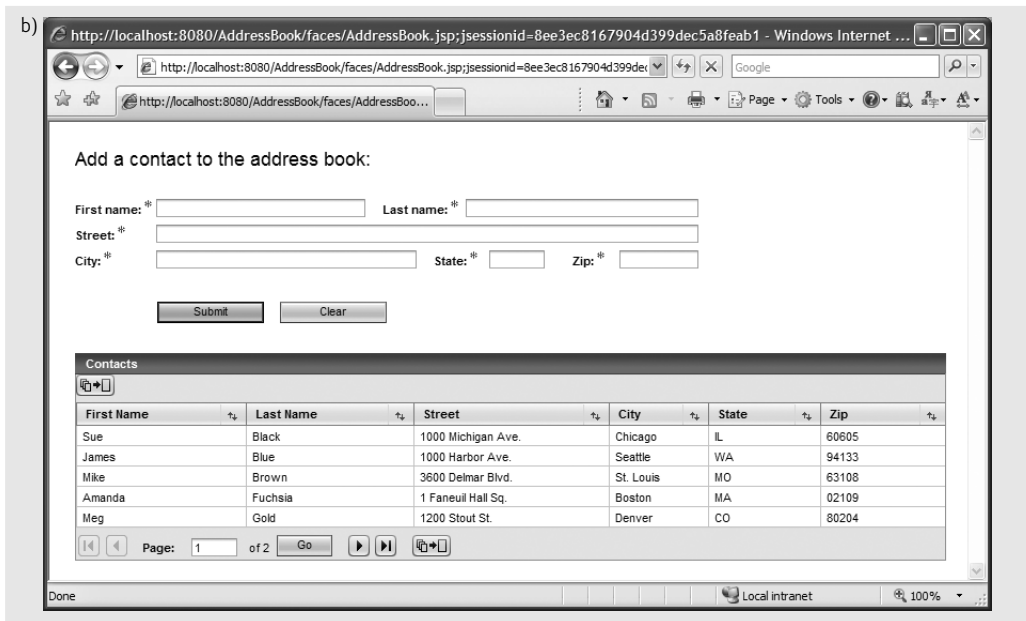 b)
http://localhost:8080/AddressBook/faces/AddressBook.jsp;jsessionid=8ee3ec8167904d399dec5a8feab1 - Windows Internet ...
http://localhost:8080/AddressBook/faces/AddressBook.jsp;jsessionid=8ee3ec8167904d399de Google
http://localhost:8080/AddressBook/faces/AddressBoo... Page Tools
Add a contact to the address book:
First name: * Last name: *
Street: *
City: * State: * Zip: *
Submit Clear
Contacts
First Name Last Name Street City State Zip
Sue Black 1000 Michigan Ave. Chicago IL 60605
James Blue 1000 Harbor Ave. Seattle WA 94133
Mike Brown 3600 Delmar Blvd. St. Louis MO 63108
Amanda Fuchsia 1 Faneuil Hall Sq. Boston MA 02109
Meg Gold 1200 Stout St. Denver CO 80204
Page: 1 of 2 Go
Done Local intranet 100%